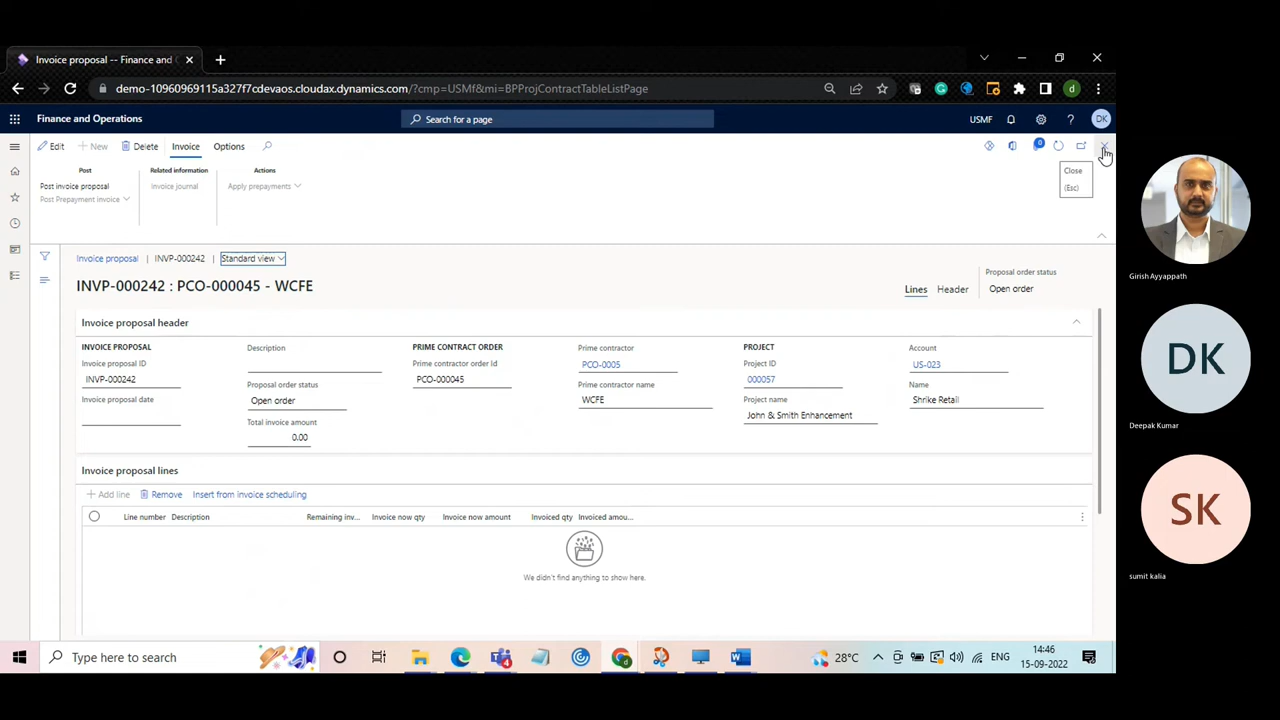 Invoice proposal -- Finance and O
demo-10960969115a327f7cdevaos.cloudax.dynamics.com/?cmp=USMf&mi=BPProjContractTableListPage
d
Finance and Operations
Search for a page
USMF
DK
Edit
New
Delete
Invoice
Options
0
Post
Related information
Actions
Close
(Esc)
Post invoice proposal
Invoice journal
Apply prepayments
Post Prepayment invoice
Invoice proposal | INVP-000242 | Standard view
INVP-000242 : PCO-000045 - WCFE
Lines
Header
Proposal order status
Open order
Invoice proposal header
INVOICE PROPOSAL
Invoice proposal ID
INVP-000242
Invoice proposal date
Description
Proposal order status
Open order
Total invoice amount
0.00
PRIME CONTRACT ORDER
Prime contractor order Id
PCO-000045
Prime contractor
PCO-0005
Prime contractor name
WCFE
PROJECT
Project ID
000057
Project name
John & Smith Enhancement
Account
US-023
Name
Shrike Retail
Invoice proposal lines
Add line
Remove
Insert from invoice scheduling
Line number
Description
Remaining inv...
Invoice now qty
Invoice now amount
Invoiced qty
Invoiced amou...
We didn't find anything to show here.
Type here to search
4
28°C
ENG
14:46
15-09-2022
Girish Ayyappath
DK
Deepak Kumar
SK
sumit kalia